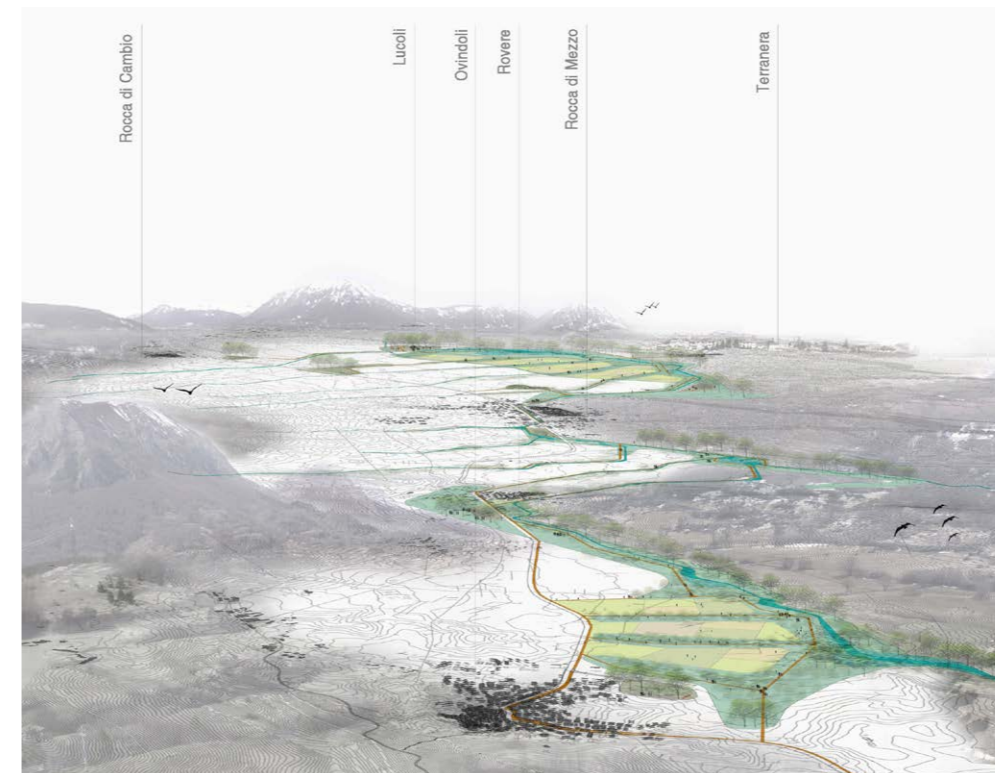 Rocca di Cambio
Lucoli
Ovindoli
Rovere
Rocca di Mezzo
Terranera